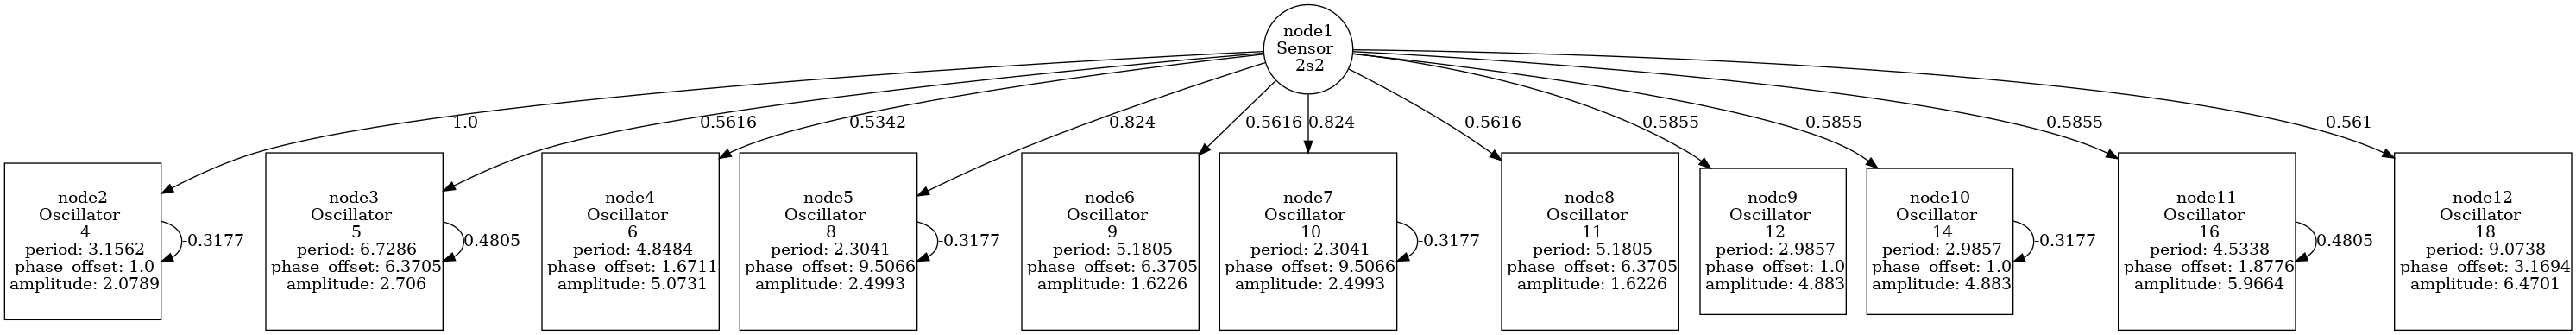 node1
Sensor
2s2
1.0
-0.5616
0.5342
0.824
-0.5616
0.824
-0.5616
0.5855
0.5855
0.5855
-0.561
node2
Oscillator
4
period: 3.1562
phase_offset: 1.0
amplitude: 2.0789
-0.3177
node3
Oscillator
5
period: 6.7286
phase_offset: 6.3705
amplitude: 2.706
0.4805
node4
Oscillator
6
period: 4.8484
phase_offset: 1.6711
amplitude: 5.0731
node5
Oscillator
8
period: 2.3041
phase_offset: 9.5066
amplitude: 2.4993
-0.3177
node6
Oscillator
9
period: 5.1805
phase_offset: 6.3705
amplitude: 1.6226
node7
Oscillator
10
period: 2.3041
phase_offset: 9.5066
amplitude: 2.4993
-0.3177
node8
Oscillator
11
period: 5.1805
phase_offset: 6.3705
amplitude: 1.6226
node9
Oscillator
12
period: 2.9857
phase_offset: 1.0
amplitude: 4.883
node10
Oscillator
14
period: 2.9857
phase_offset: 1.0
amplitude: 4.883
-0.3177
node11
Oscillator
16
period: 4.5338
phase_offset: 1.8776
amplitude: 5.9664
0.4805
node12
Oscillator
18
period: 9.0738
phase_offset: 3.1694
amplitude: 6.4701